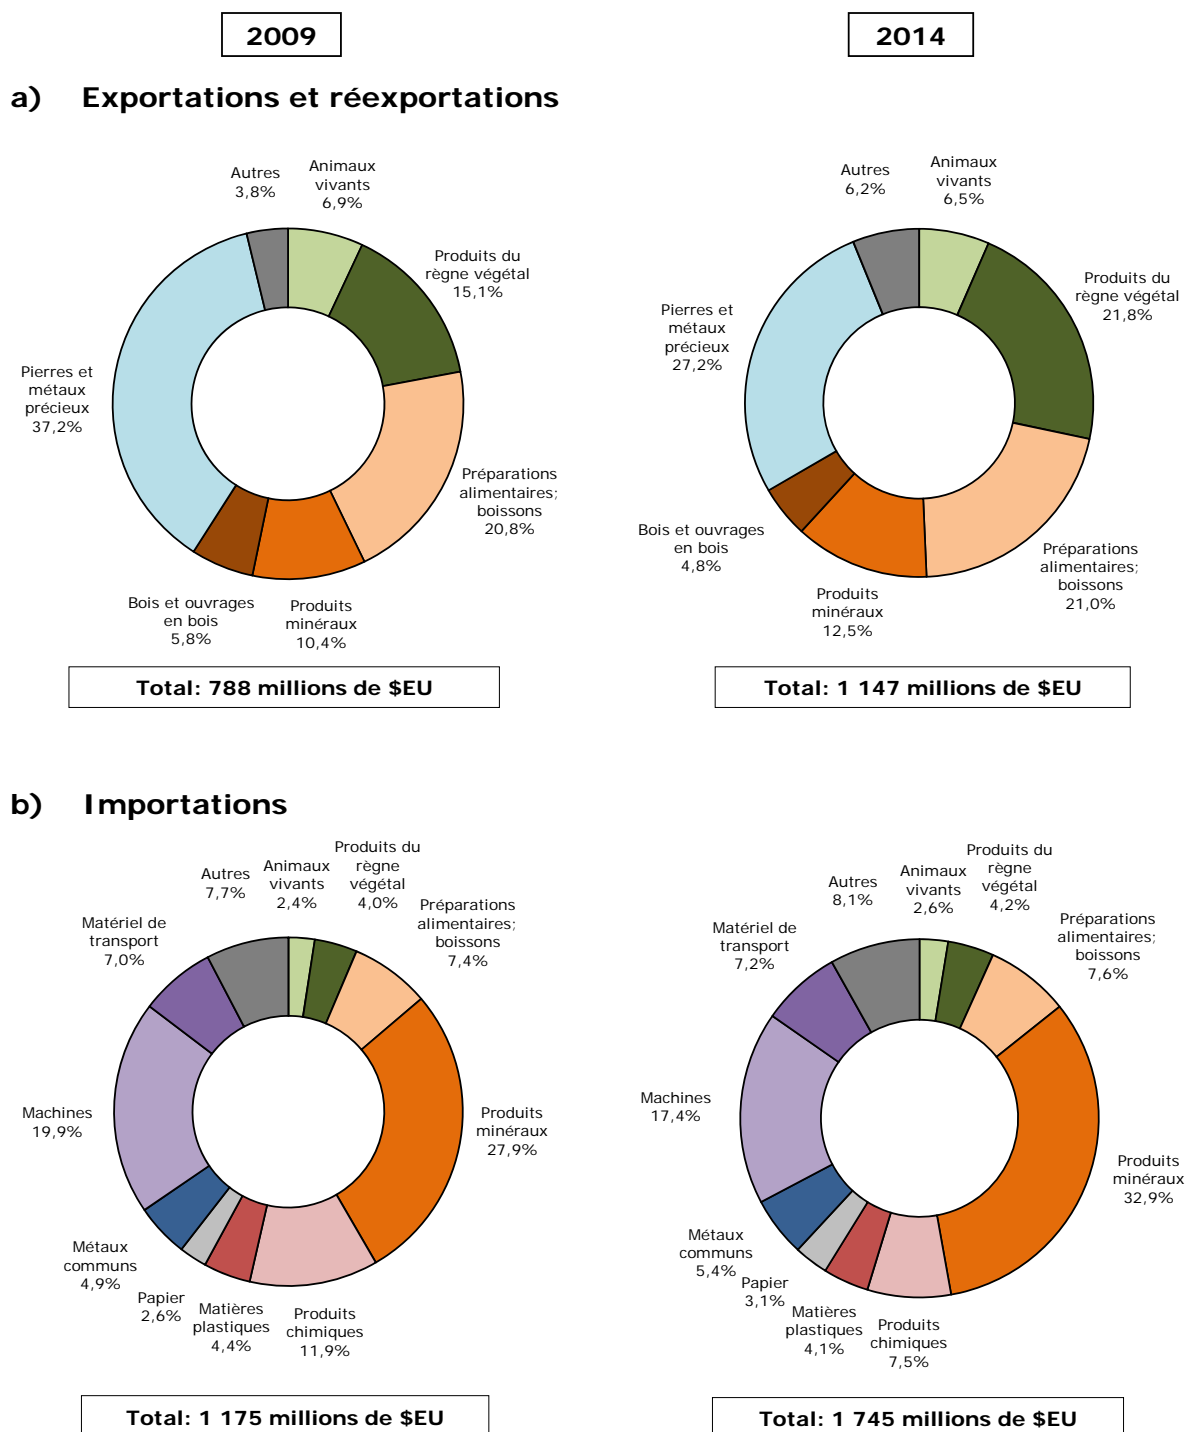 2009
2014
a) Exportations et réexportations
Autres
3,8%
Animaux
vivants
6,9%
Produits du
règne végétal
15,1%
Préparations
alimentaires;
boissons
20,8%
Produits
minéraux
10,4%
Bois et ouvrages
en bois
5,8%
Pierres et
métaux
précieux
37,2%
Total: 788 millions de $EU
Autres
6,2%
Animaux
vivants
6,5%
Produits du
règne végétal
21,8%
Préparations
alimentaires;
boissons
21,0%
Produits
minéraux
12,5%
Bois et ouvrages
en bois
4,8%
Pierres et
métaux
précieux
27,2%
Total: 1 147 millions de $EU
b) Importations
Autres
7,7%
Animaux
vivants
2,4%
Produits du
règne
végétal
4,0%
Préparations
alimentaires;
boissons
7,4%
Produits
minéraux
27,9%
Produits
chimiques
11,9%
Matières
plastiques
4,4%
Papier
2,6%
Métaux
communs
4,9%
Machines
19,9%
Matériel de
transport
7,0%
Total: 1 175 millions de $EU
Autres
8,1%
Animaux
vivants
2,6%
Produits du
règne
végétal
4,2%
Préparations
alimentaires;
boissons
7,6%
Produits
minéraux
32,9%
Produits
chimiques
7,5%
Matières
plastiques
4,1%
Papier
3,1%
Métaux
communs
5,4%
Machines
17,4%
Matériel de
transport
7,2%
Total: 1 745 millions de $EU